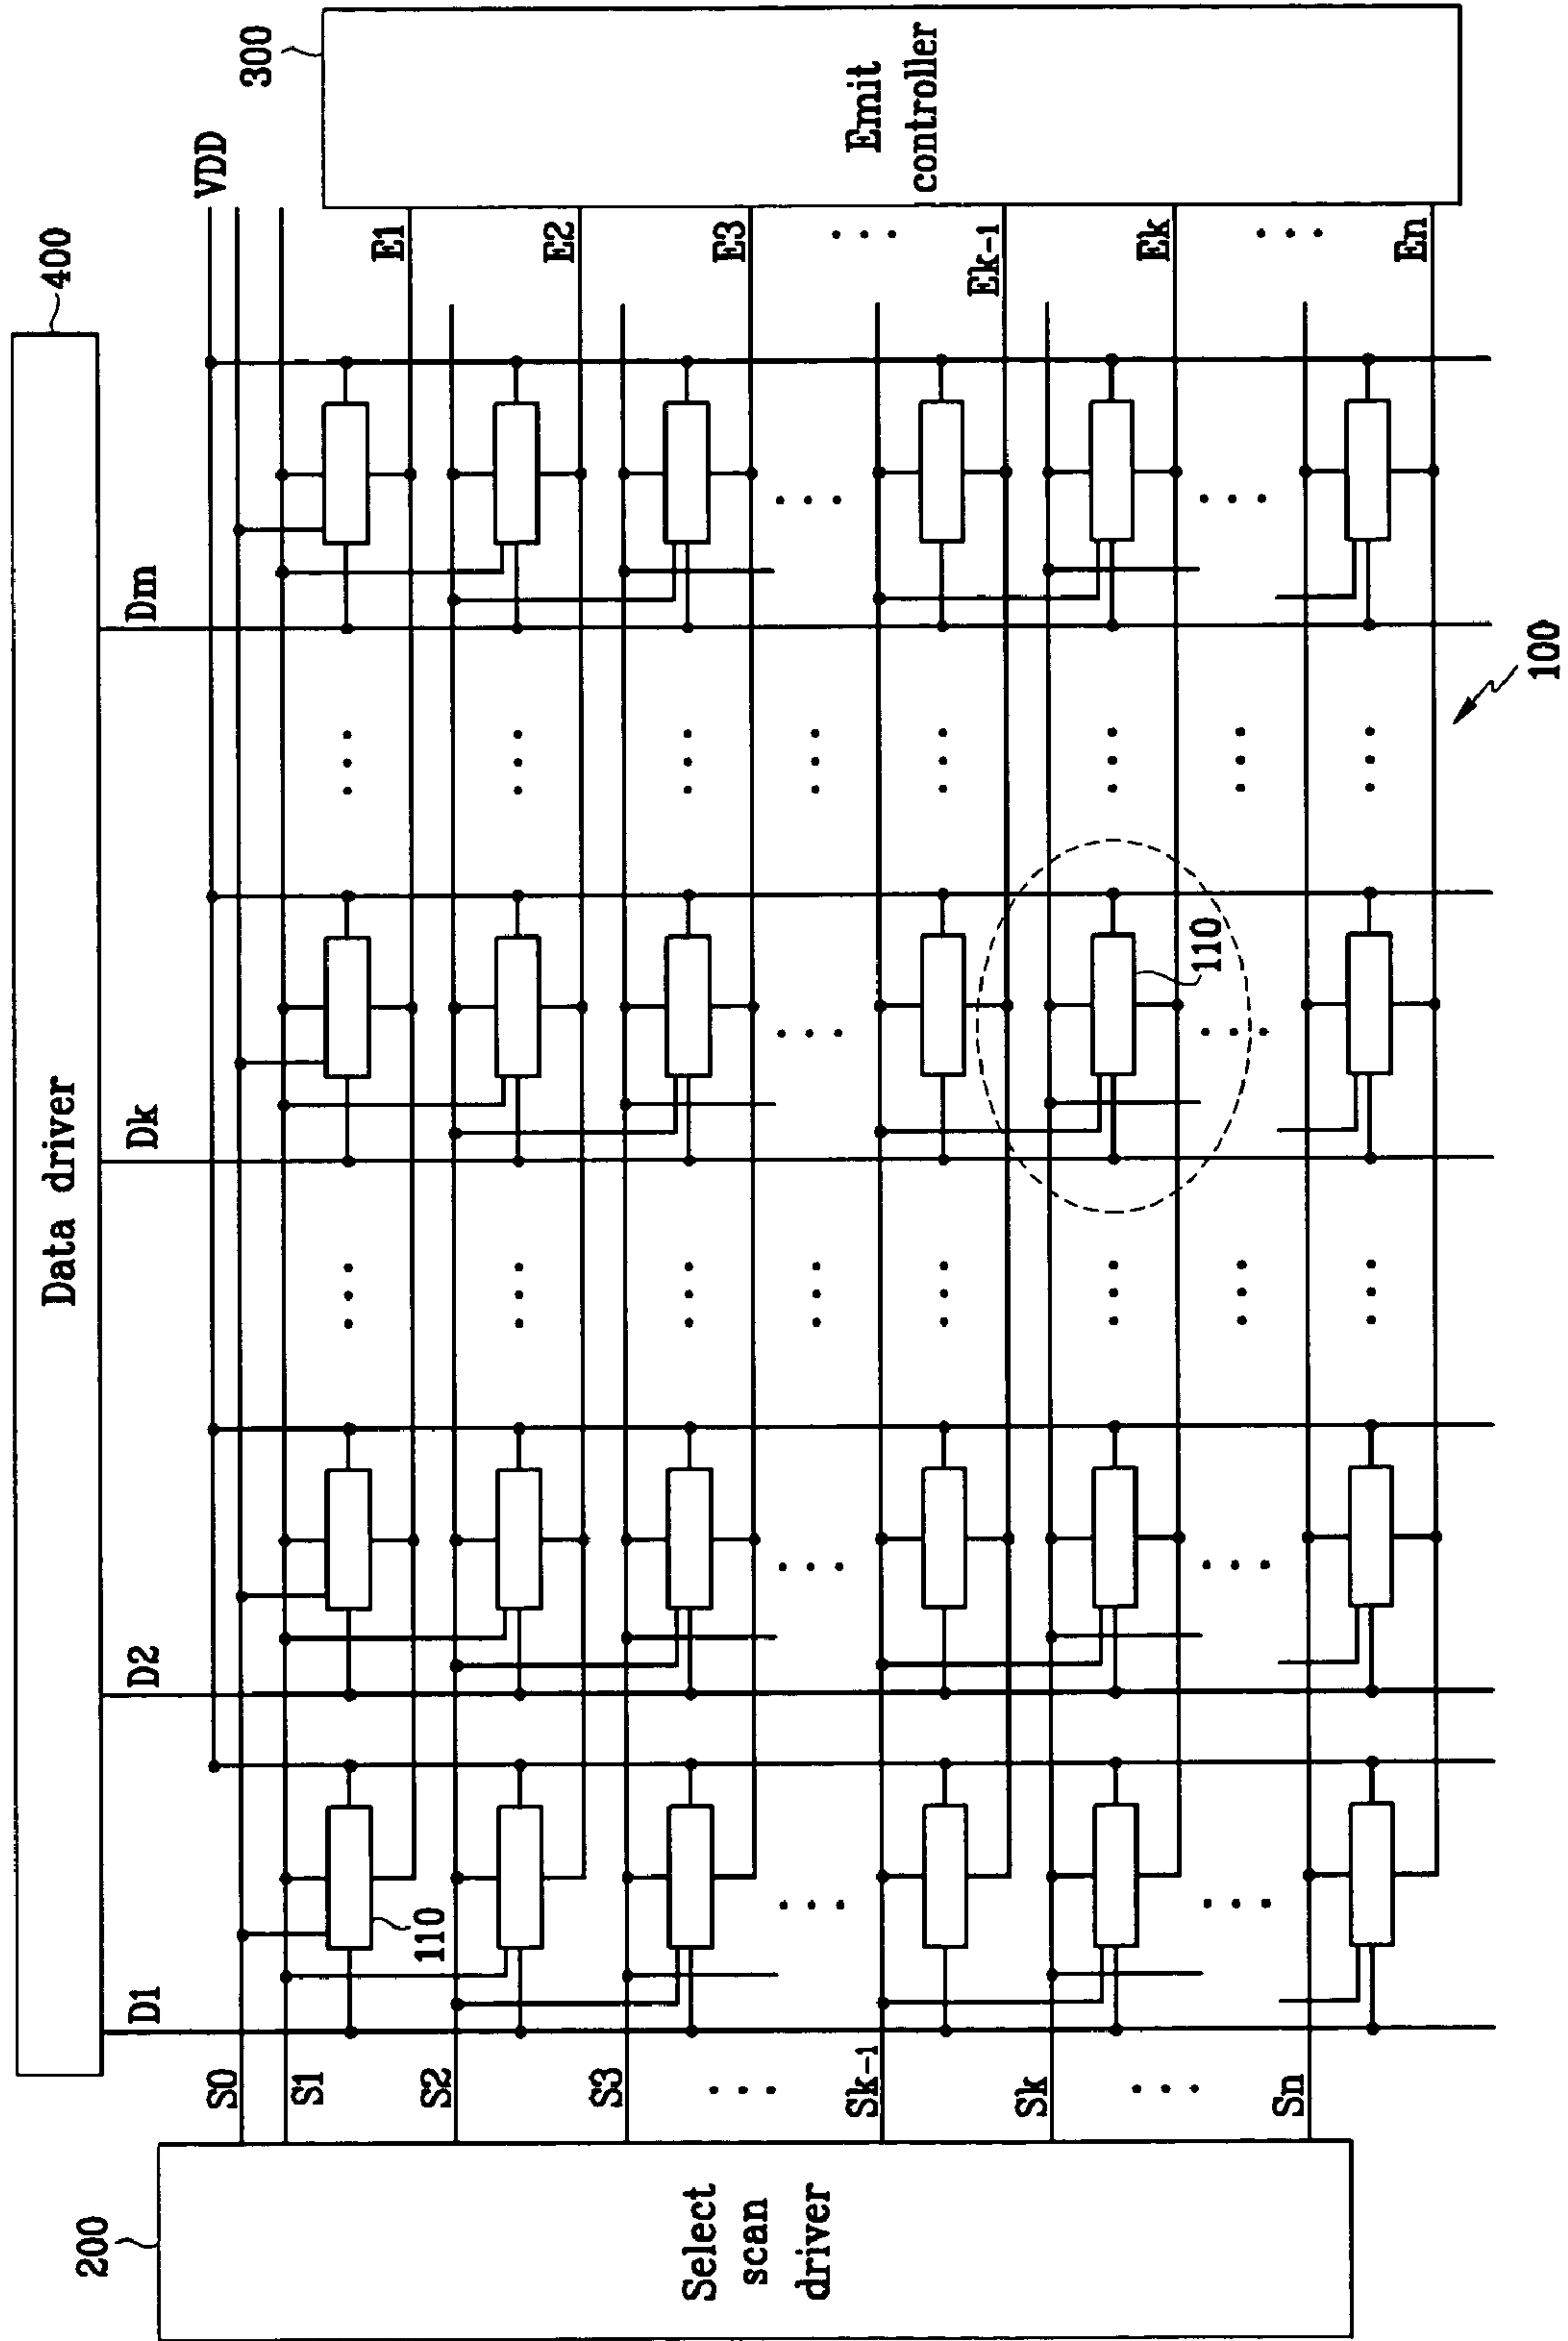 400
Data driver
300
VDD
D1
D2
Dk
Dm
200
Select
scan
driver
S0
S1
S2
S3
Sk-1
Sk
Sn
110
110
Emit
controller
E1
E2
E3
Ek-1
Ek
En
100